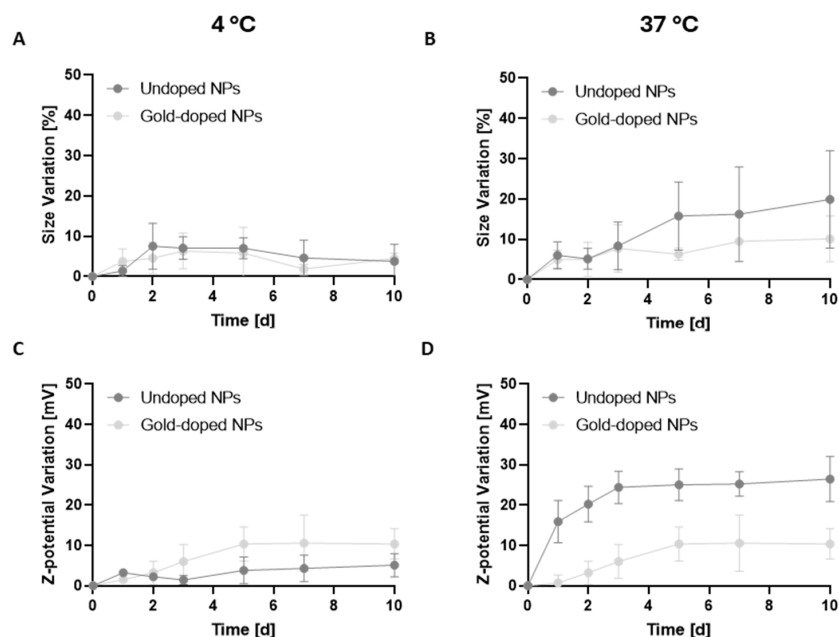 4 °C
37 °C
A
B
50
40
30
20
10
0
Size Variation [%]
Undoped NPs
Gold-doped NPs
0
2
4
6
8
10
Time [d]
50
40
30
20
10
0
Size Variation [%]
Undoped NPs
Gold-doped NPs
0
2
4
6
8
10
Time [d]
C
D
50
40
30
20
10
0
Z-potential Variation [mV]
Undoped NPs
Gold-doped NPs
0
2
4
6
8
10
Time [d]
50
40
30
20
10
0
Z-potential Variation [mV]
Undoped NPs
Gold-doped NPs
0
2
4
6
8
10
Time [d]